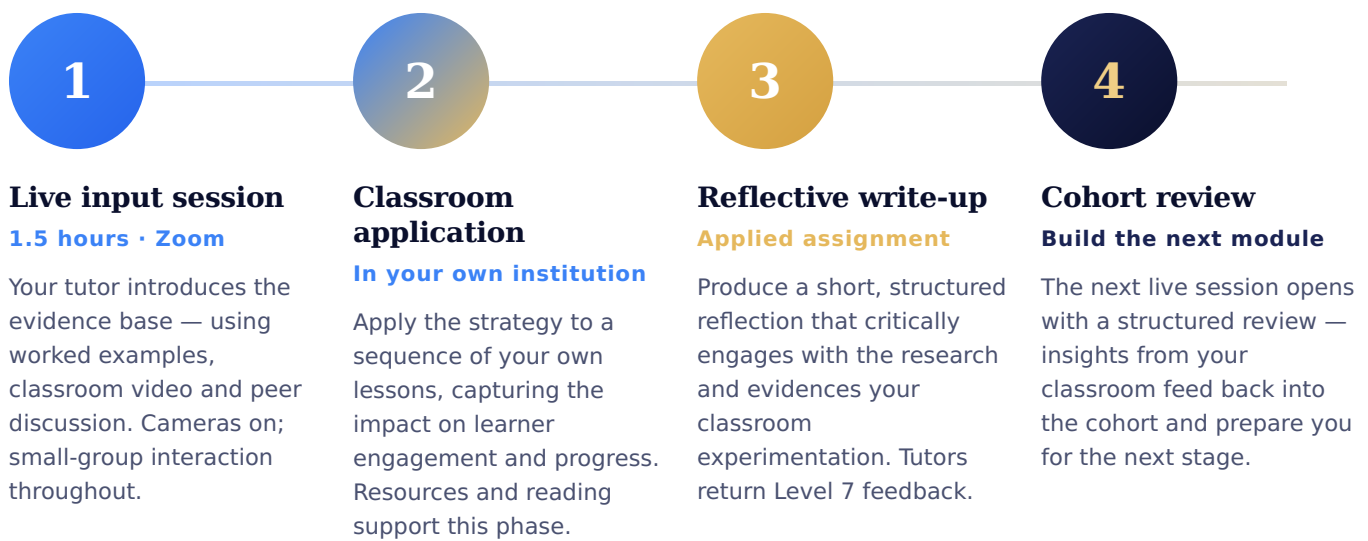 1
Live input session
1.5 hours · Zoom
Your tutor introduces the
evidence base — using
worked examples,
classroom video and peer
discussion. Cameras on;
small-group interaction
throughout.
2
Classroom
application
In your own institution
Apply the strategy to a
sequence of your own
lessons, capturing the
impact on learner
engagement and progress.
Resources and reading
support this phase.
3
Reflective write-up
Applied assignment
Produce a short, structured
reflection that critically
engages with the research
and evidences your
classroom
experimentation. Tutors
return Level 7 feedback.
4
Cohort review
Build the next module
The next live session opens
with a structured review —
insights from your
classroom feed back into
the cohort and prepare you
for the next stage.